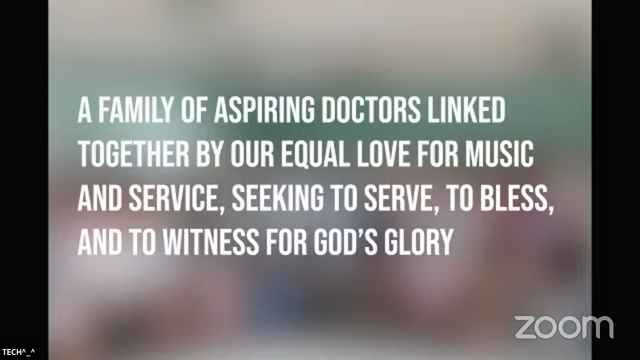 A FAMILY OF ASPIRING DOCTORS LINKED
TOGETHER BY OUR EQUAL LOVE FOR MUSIC
AND SERVICE, SEEKING TO SERVE, TO BLESS,
AND TO WITNESS FOR GOD'S GLORY
zoom
TECH^_^